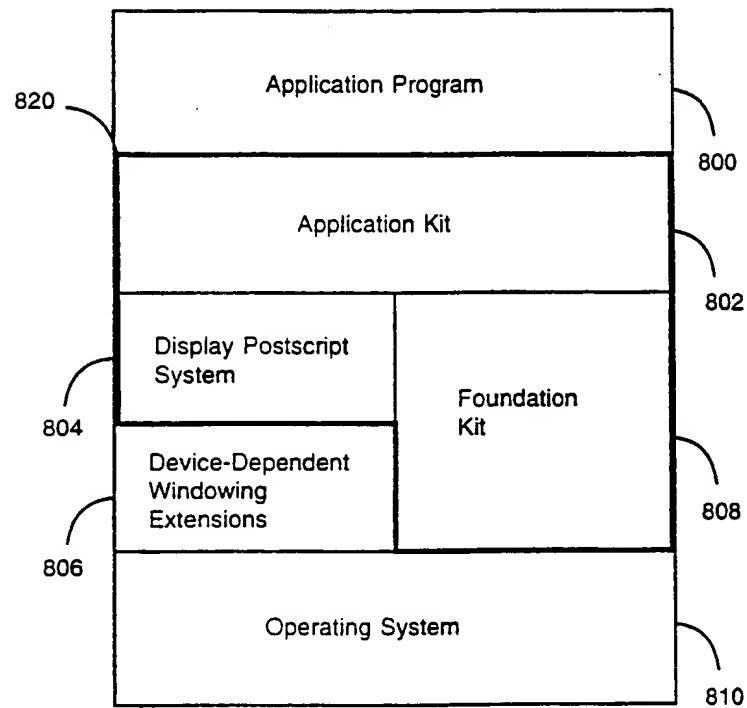 Application Program
820
800
Application Kit
802
Display Postscript
System
Foundation
Kit
804
Device-Dependent
Windowing
Extensions
808
806
Operating System
810